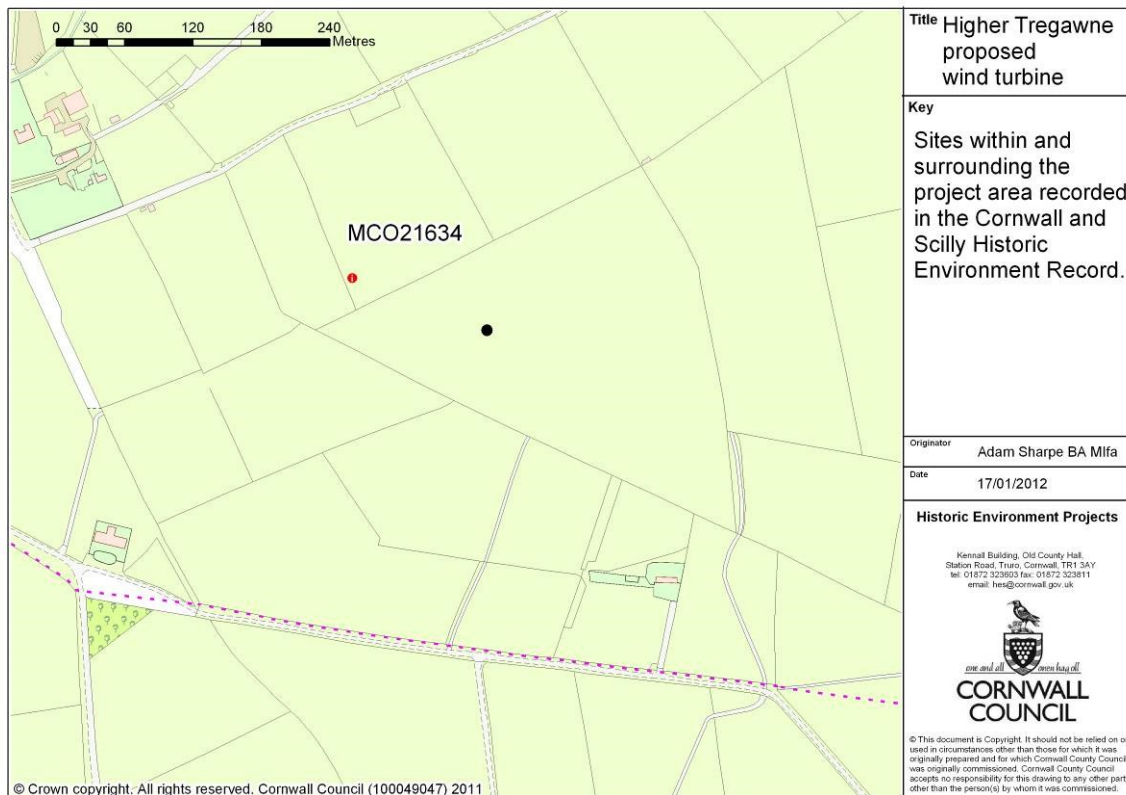 0 30 60 120 180 240
Metres
MCO21634
© Crown copyright. All rights reserved. Cornwall Council (100049047) 2011
Title Higher Tregawne
proposed
wind turbine
Key
Sites within and
surrounding the
project area recorded
in the Cornwall and
Scilly Historic
Environment Record.
Originator Adam Sharpe BA MIfa
Date 17/01/2012
Historic Environment Projects
Kennall Building, Old County Hall,
Station Road, Truro, Cornwall, TR1 3AY
tel: 01872 323603 fax: 01872 323811
email: hes@cornwall.gov.uk
one and all onen hag oll
CORNWALL
COUNCIL
© This document is Copyright. It should not be relied on o
used in circumstances other than those for which it was
originally prepared and for which Cornwall County Council
was originally commissioned. Cornwall County Council
accepts no responsibility for this drawing to any other part
other than the person(s) by whom it was commissioned.